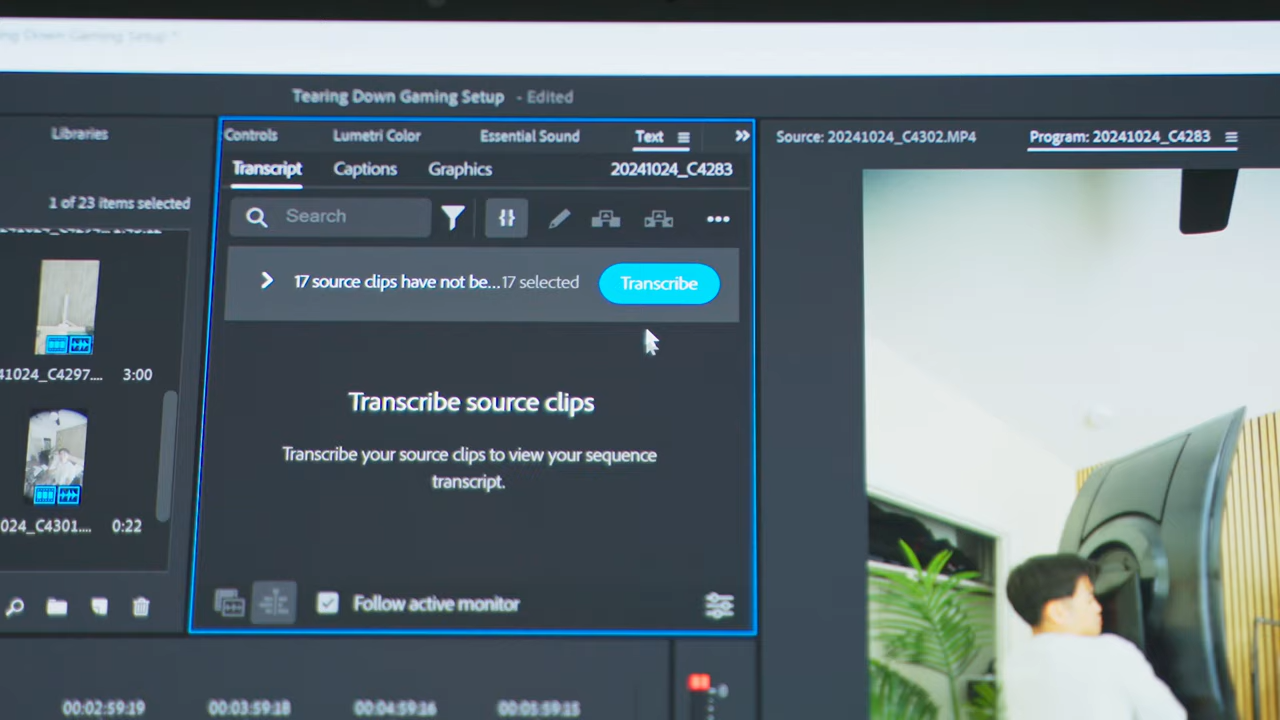 Tearing Down Gaming Setup - Edited
Libraries
Controls
Lumetri Color
Essential Sound
Text
Source: 20241024_C4302.MP4
Program: 20241024_C4283
Transcript
Captions
Graphics
20241024_C4283
1 of 23 items selected
Search
17 source clips have not be... 17 selected
Transcribe
41024_C4297.... 3:00
Transcribe source clips
Transcribe your source clips to view your sequence
transcript.
024_C4301.... 0:22
Follow active monitor
00:02:59:19
00:03:59:18
00:04:59:16
00:05:59:15